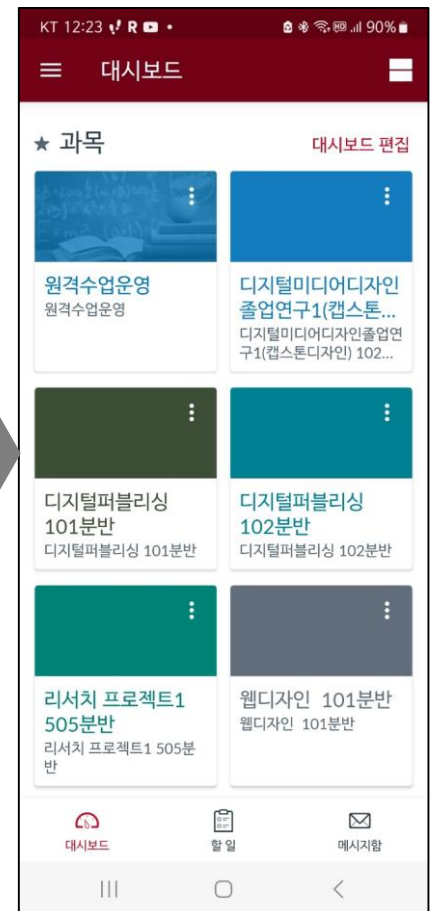 KT 12:23 R •
HD 90%
대시보드
★ 과목
대시보드 편집
원격수업운영
원격수업운영
디지털미디어디자인
졸업연구1(캡스톤...
디지털미디어디자인졸업연
구1(캡스톤디자인) 102...
디지털퍼블리싱
101분반
디지털퍼블리싱 101분반
디지털퍼블리싱
102분반
디지털퍼블리싱 102분반
리서치 프로젝트1
505분반
리서치 프로젝트1 505분
반
웹디자인 101분반
웹디자인 101분반
대시보드
할 일
메시지함